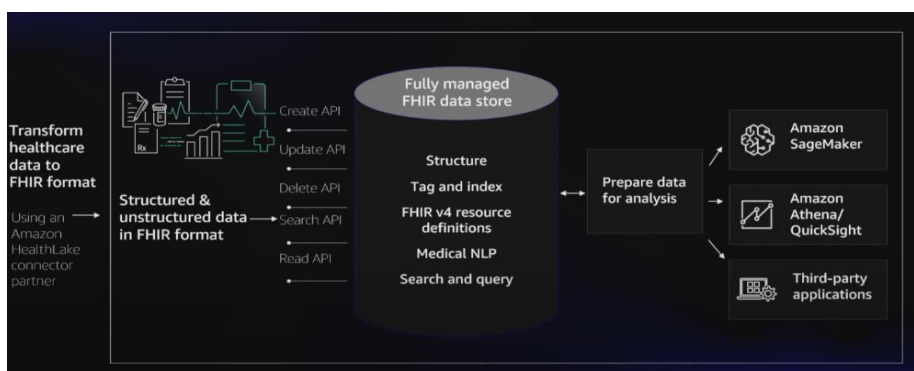 Transform
healthcare
data to
FHIR format
Using an
Amazon
HealthLake
connector
partner
Rx
Structured &
unstructured data
in FHIR format
Create API
Update API
Delete API
Search API
Read API
Fully managed
FHIR data store
Structure
Tag and index
FHIR v4 resource
definitions
Medical NLP
Search and query
Prepare data
for analysis
Amazon
SageMaker
Amazon
Athena/
QuickSight
Third-party
applications